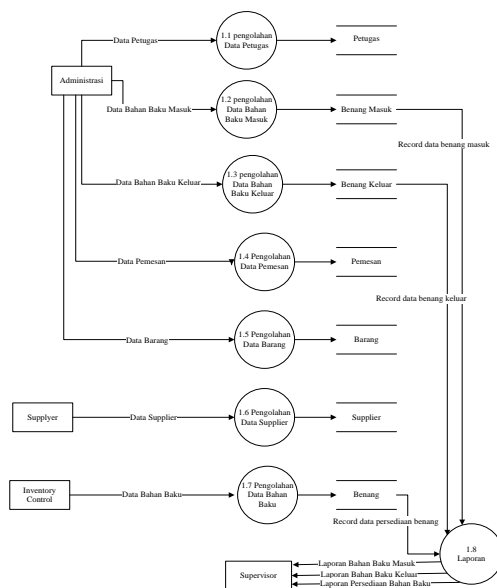 1.1 pengolahan
Data Petugas
Data Petugas
Petugas
Administrasi
Data Bahan Baku Masuk
1.2 pengolahan
Data Bahan
Baku Masuk
Benang Masuk
Record data benang masuk
Data Bahan Baku Keluar
1.3 pengolahan
Data Bahan
Baku Keluar
Benang Keluar
Data Pemesan
1.4 Pengolahan
Data Pemesan
Pemesan
Record data benang keluar
Data Barang
1.5 Pengolahan
Data Barang
Barang
Supplyer
Data Supplier
1.6 Pengolahan
Data Supplier
Supplier
Inventory
Control
Data Bahan Baku
1.7 Pengolahan
Data Bahan
Baku
Benang
Record data persediaan benang
1.8
Laporan
Supervisor
Laporan Bahan Baku Masuk
Laporan Bahan Baku Keluar
Laporan Persediaan Bahan Baku